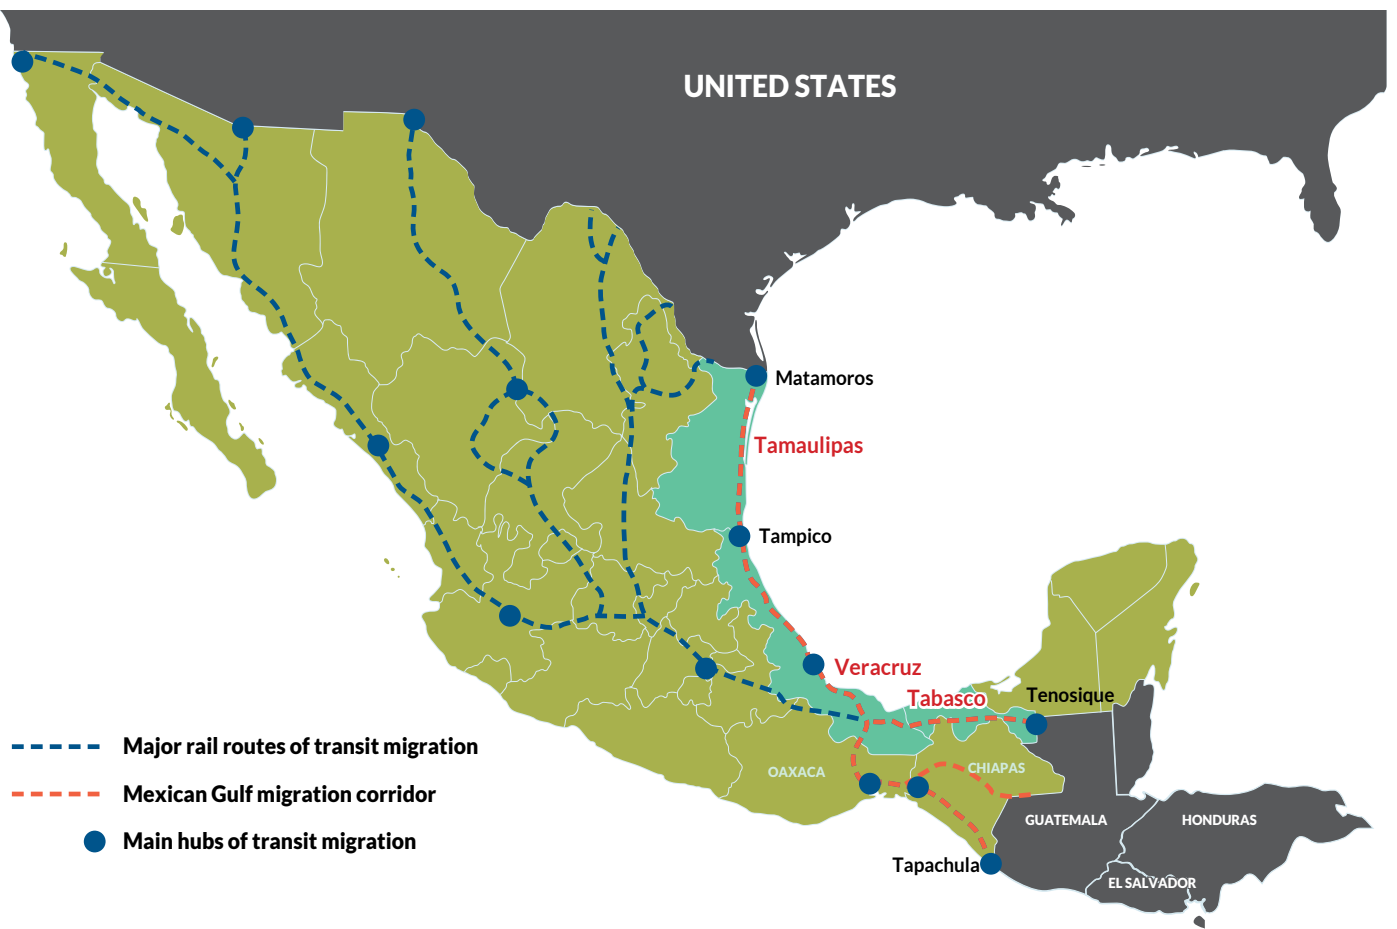 UNITED STATES
Matamoros
Tamaulipas
Tampico
Veracruz
Tabasco
Tenosique
OAXACA
CHIAPAS
GUATEMALA
HONDURAS
Tapachula
EL SALVADOR
Major rail routes of transit migration
Mexican Gulf migration corridor
Main hubs of transit migration